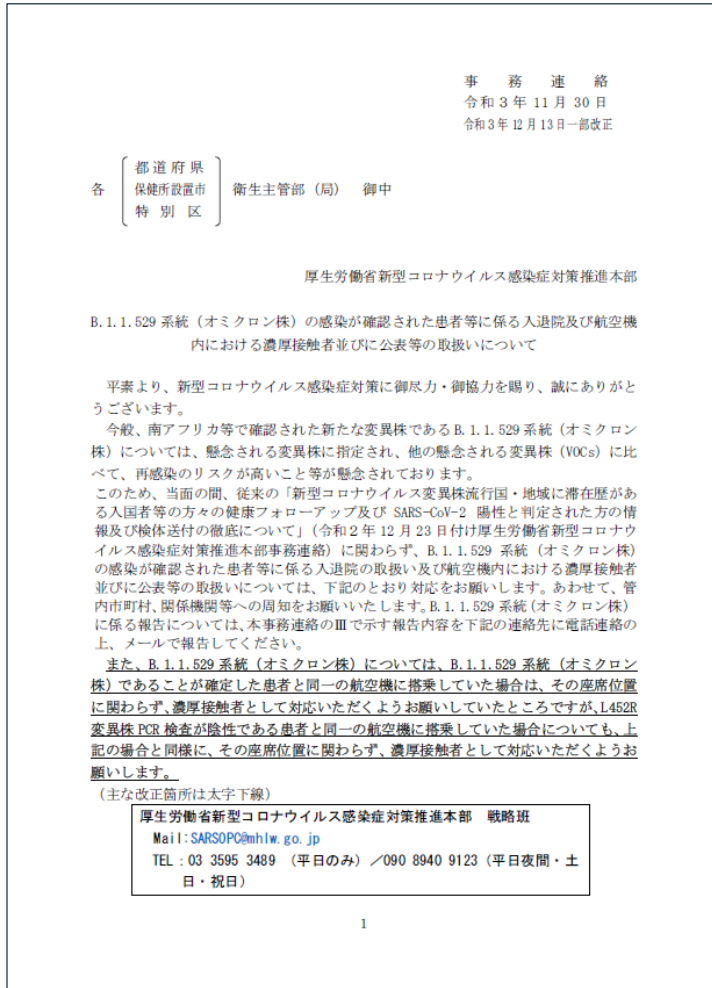 事務連絡
令和3年11月30日
令和3年12月13日一部改正
各
都道府県
保健所設置市
特別区
衛生主管部(局) 御中
厚生労働省新型コロナウイルス感染症対策推進本部
B.1.1.529 系統(オミクロン株)の感染が確認された患者等に係る入退院及び航空機
内における濃厚接触者並びに公表等の取扱いについて
平素より、新型コロナウイルス感染症対策に御尽力・御協力を賜り、誠にありがと
うございます。
今般、南アフリカ等で確認された新たな変異株である B.1.1.529 系統(オミクロン
株)については、懸念される変異株に指定され、他の懸念される変異株(VOCs)に比
べて、再感染のリスクが高いこと等が懸念されております。
このため、当面の間、従来の「新型コロナウイルス変異株流行国・地域に滞在歴があ
る入国者等の方々の健康フォローアップ及び SARS-CoV-2 陽性と判定された方の情
報及び検体送付の徹底について」(令和2年12月23日付け厚生労働省新型コロナウ
イルス感染症対策推進本部事務連絡)に関わらず、B.1.1.529 系統(オミクロン株)
の感染が確認された患者等に係る入退院の取扱い及び航空機内における濃厚接触者
並びに公表等の取扱いについては、下記のとおり対応をお願いします。あわせて、管
内市町村、関係機関等への周知をお願いいたします。B.1.1.529 系統(オミクロン株)
に係る報告については、本事務連絡のⅢで示す報告内容を下記の連絡先に電話連絡の
上、メールで報告してください。
また、B.1.1.529 系統(オミクロン株)については、B.1.1.529 系統(オミクロン
株)であることが確定した患者と同一の航空機に搭乗していた場合は、その座席位置
に関わらず、濃厚接触者として対応いただくようお願いしていたところですが、L452R
変異株 PCR 検査が陰性である患者と同一の航空機に搭乗していた場合についても、上
記の場合と同様に、その座席位置に関わらず、濃厚接触者として対応いただくようお
願いします。
(主な改正箇所は太字下線)
厚生労働省新型コロナウイルス感染症対策推進本部 戦略班
Mail:SARSOPC@mhlw.go.jp
TEL:03 3595 3489 (平日のみ)/090 8940 9123(平日夜間・土
日・祝日)
1